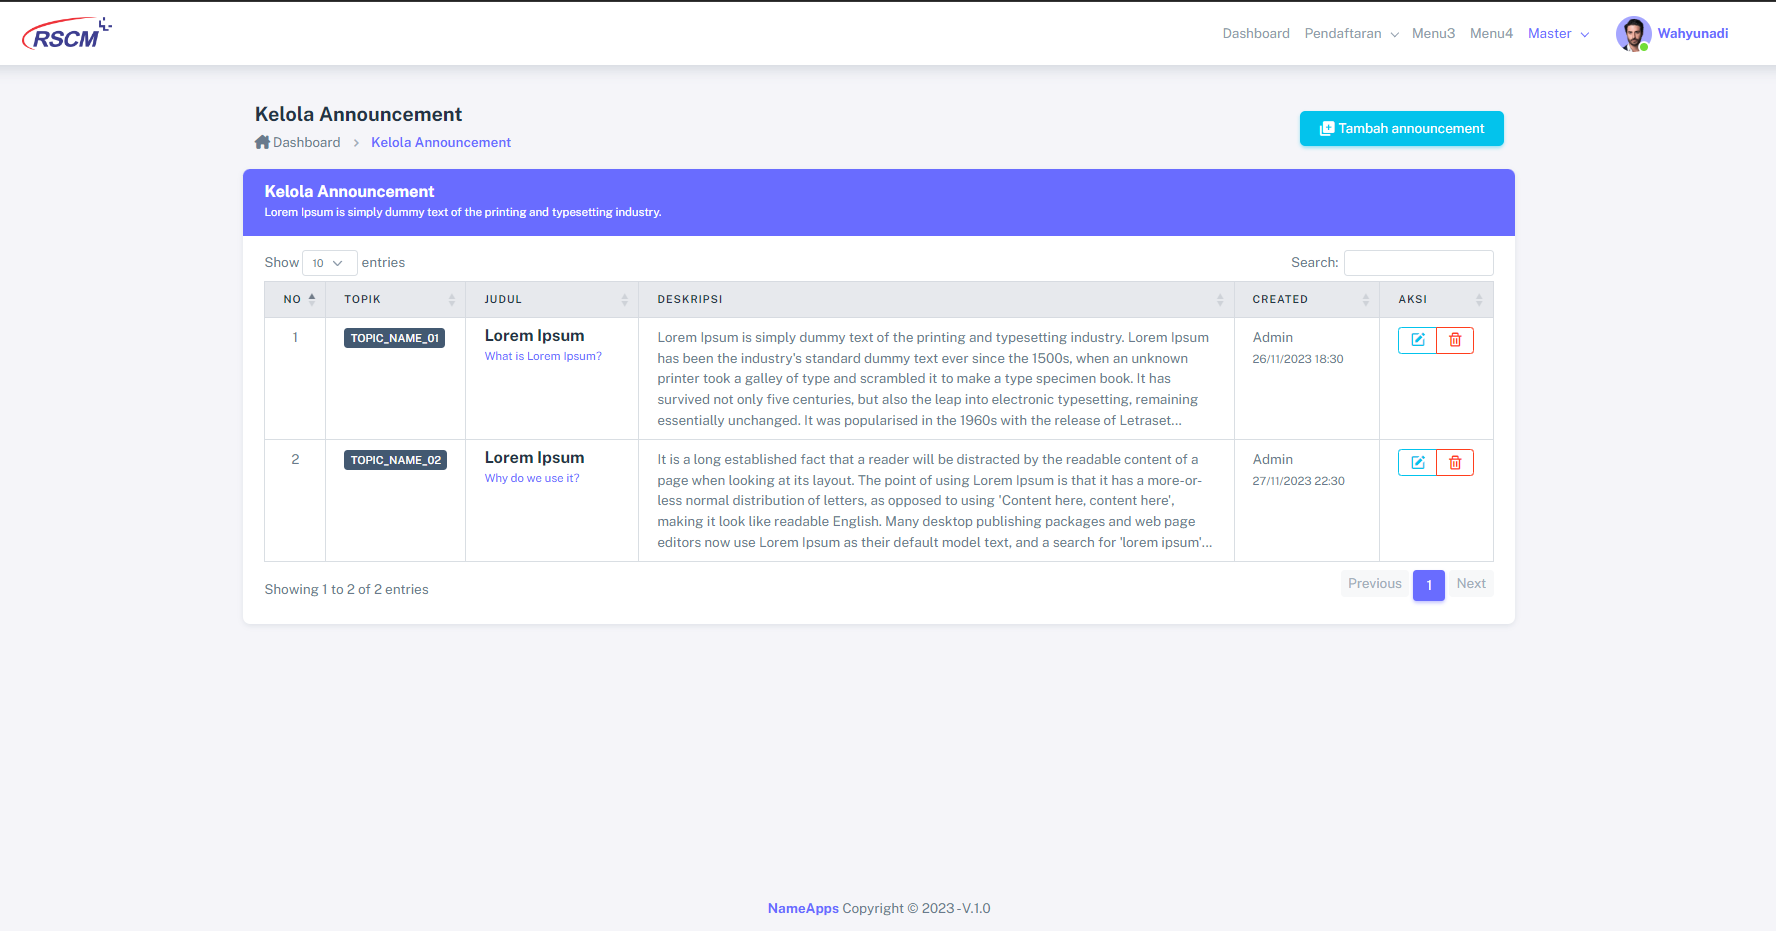 RSCM
Dashboard Pendaftaran Menu3 Menu4 Master Wahyunadi
Kelola Announcement
Dashboard > Kelola Announcement
Tambah announcement
Kelola Announcement
Lorem Ipsum is simply dummy text of the printing and typesetting industry.
Show 10 entries
Search:
NO TOPIK JUDUL DESKRIPSI CREATED AKSI
1
TOPIC_NAME_01
Lorem Ipsum
What is Lorem Ipsum?
Lorem Ipsum is simply dummy text of the printing and typesetting industry. Lorem Ipsum
has been the industry's standard dummy text ever since the 1500s, when an unknown
printer took a galley of type and scrambled it to make a type specimen book. It has
survived not only five centuries, but also the leap into electronic typesetting, remaining
essentially unchanged. It was popularised in the 1960s with the release of Letraset...
Admin
26/11/2023 18:30
2
TOPIC_NAME_02
Lorem Ipsum
Why do we use it?
It is a long established fact that a reader will be distracted by the readable content of a
page when looking at its layout. The point of using Lorem Ipsum is that it has a more-or-
less normal distribution of letters, as opposed to using 'Content here, content here',
making it look like readable English. Many desktop publishing packages and web page
editors now use Lorem Ipsum as their default model text, and a search for 'lorem ipsum'...
Admin
27/11/2023 22:30
Showing 1 to 2 of 2 entries
Previous 1 Next
NameApps Copyright © 2023 - V.1.0